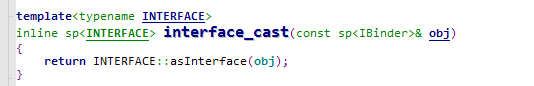 template<typename INTERFACE>
inline sp<INTERFACE> interface_cast(const sp<IBinder>& obj)
{
    return INTERFACE::asInterface(obj);
}